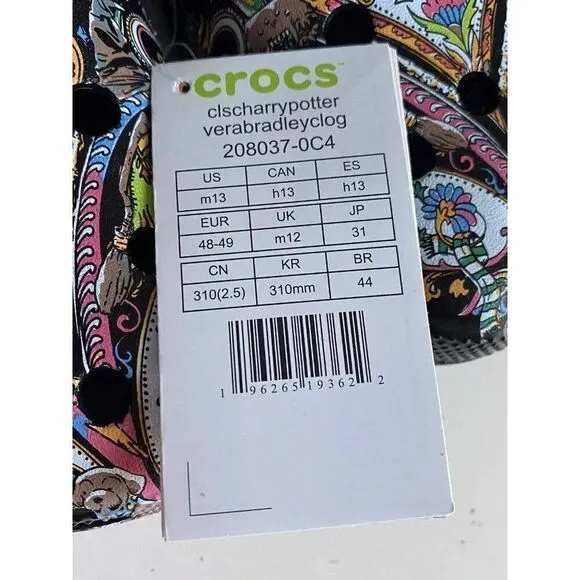 crocs™
clscharrypotter
verabradleyclog
208037-0C4
US CAN ES
m13 h13 h13
EUR UK JP
48-49 m12 31
CN KR BR
310(2.5) 310mm 44
1 96265 19362 2